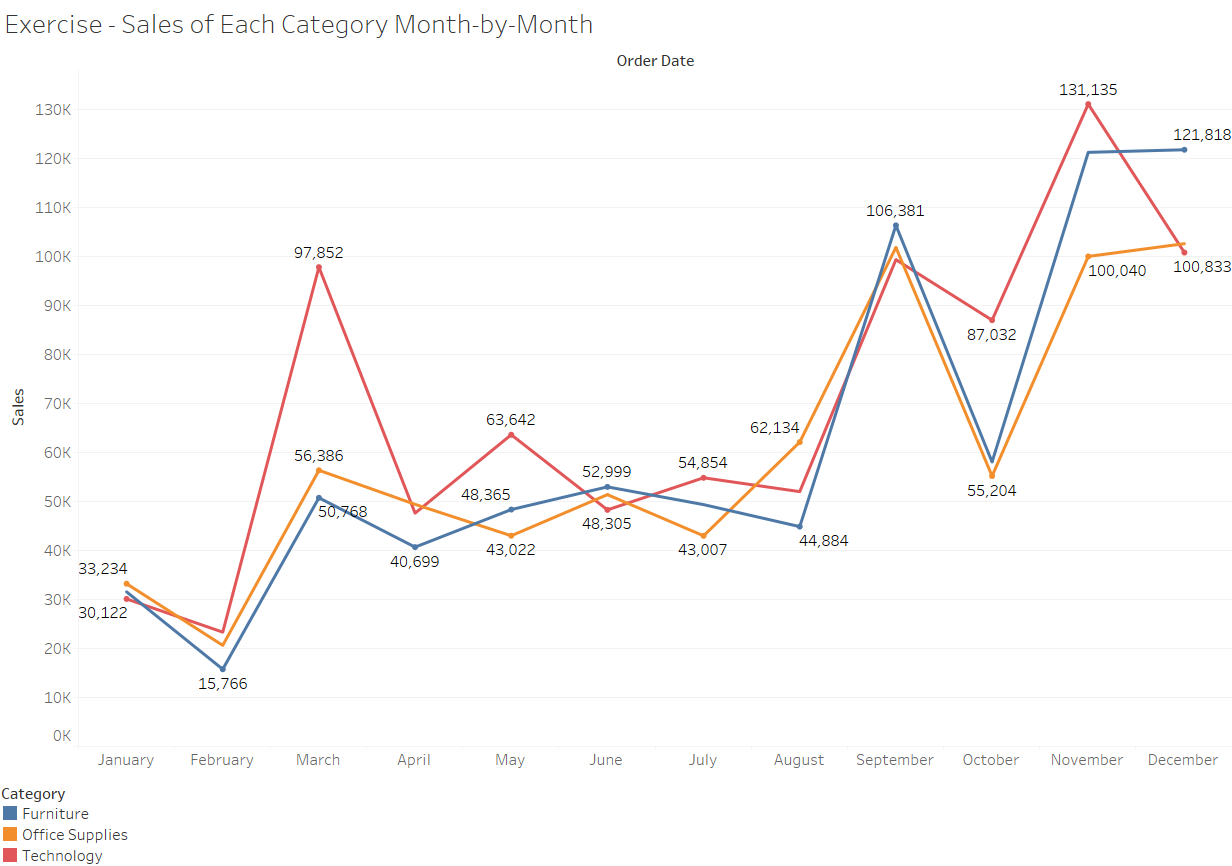 Exercise - Sales of Each Category Month-by-Month
Order Date
130K
120K
110K
100K
90K
80K
70K
60K
50K
40K
30K
20K
10K
0K
Sales
131,135
121,818
106,381
97,852
100,040
100,833
87,032
63,642
62,134
56,386
54,854
52,999
48,365
50,768
55,204
48,305
44,884
43,022
43,007
40,699
33,234
30,122
15,766
January February March April May June July August September October November December
Category
Furniture
Office Supplies
Technology